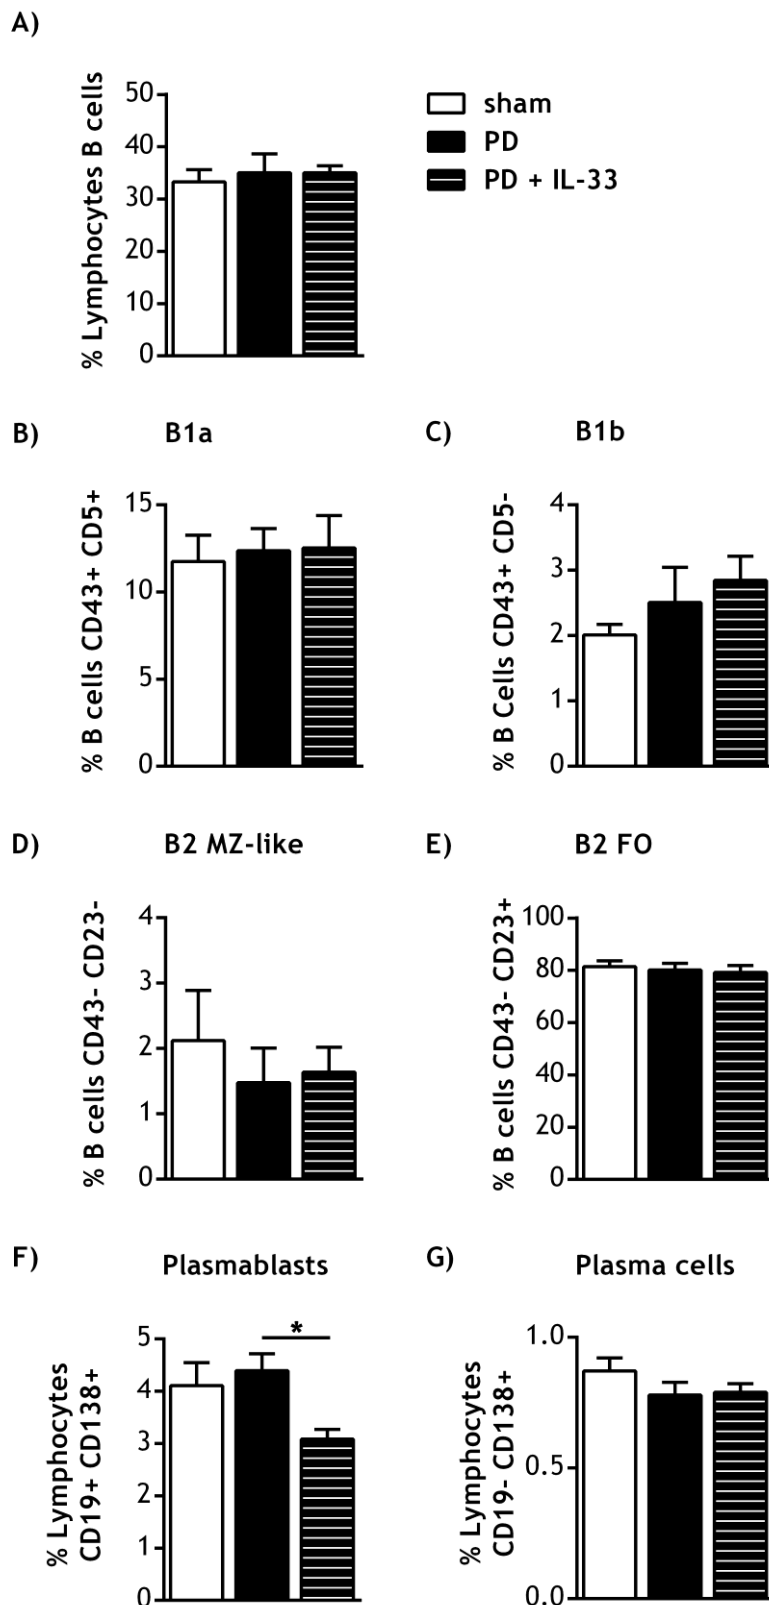 A)
% Lymphocytes B cells
50
40
30
20
10
0
sham
PD
PD + IL-33
B)
B1a
% B cells CD43+ CD5+
15
10
5
0
C)
B1b
% B Cells CD43+ CD5-
4
3
2
1
0
D)
B2 MZ-like
% B cells CD43- CD23-
4
3
2
1
0
E)
B2 FO
% B cells CD43- CD23+
100
80
60
40
20
0
F)
Plasmablasts
% Lymphocytes
CD19+ CD138+
5
4
3
2
1
0
*
G)
Plasma cells
% Lymphocytes
CD19- CD138+
1.0
0.5
0.0